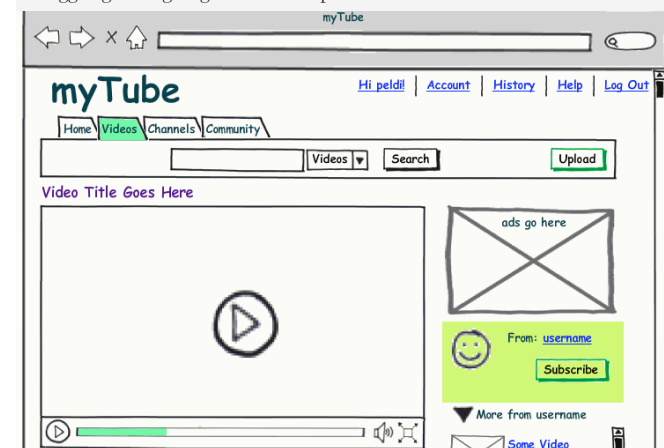 myTube
myTube
Hi peldi! Account History Help Log Out
Home Videos Channels Community
Videos Search Upload
Video Title Goes Here
ads go here
From: username
Subscribe
More from username
Some Video